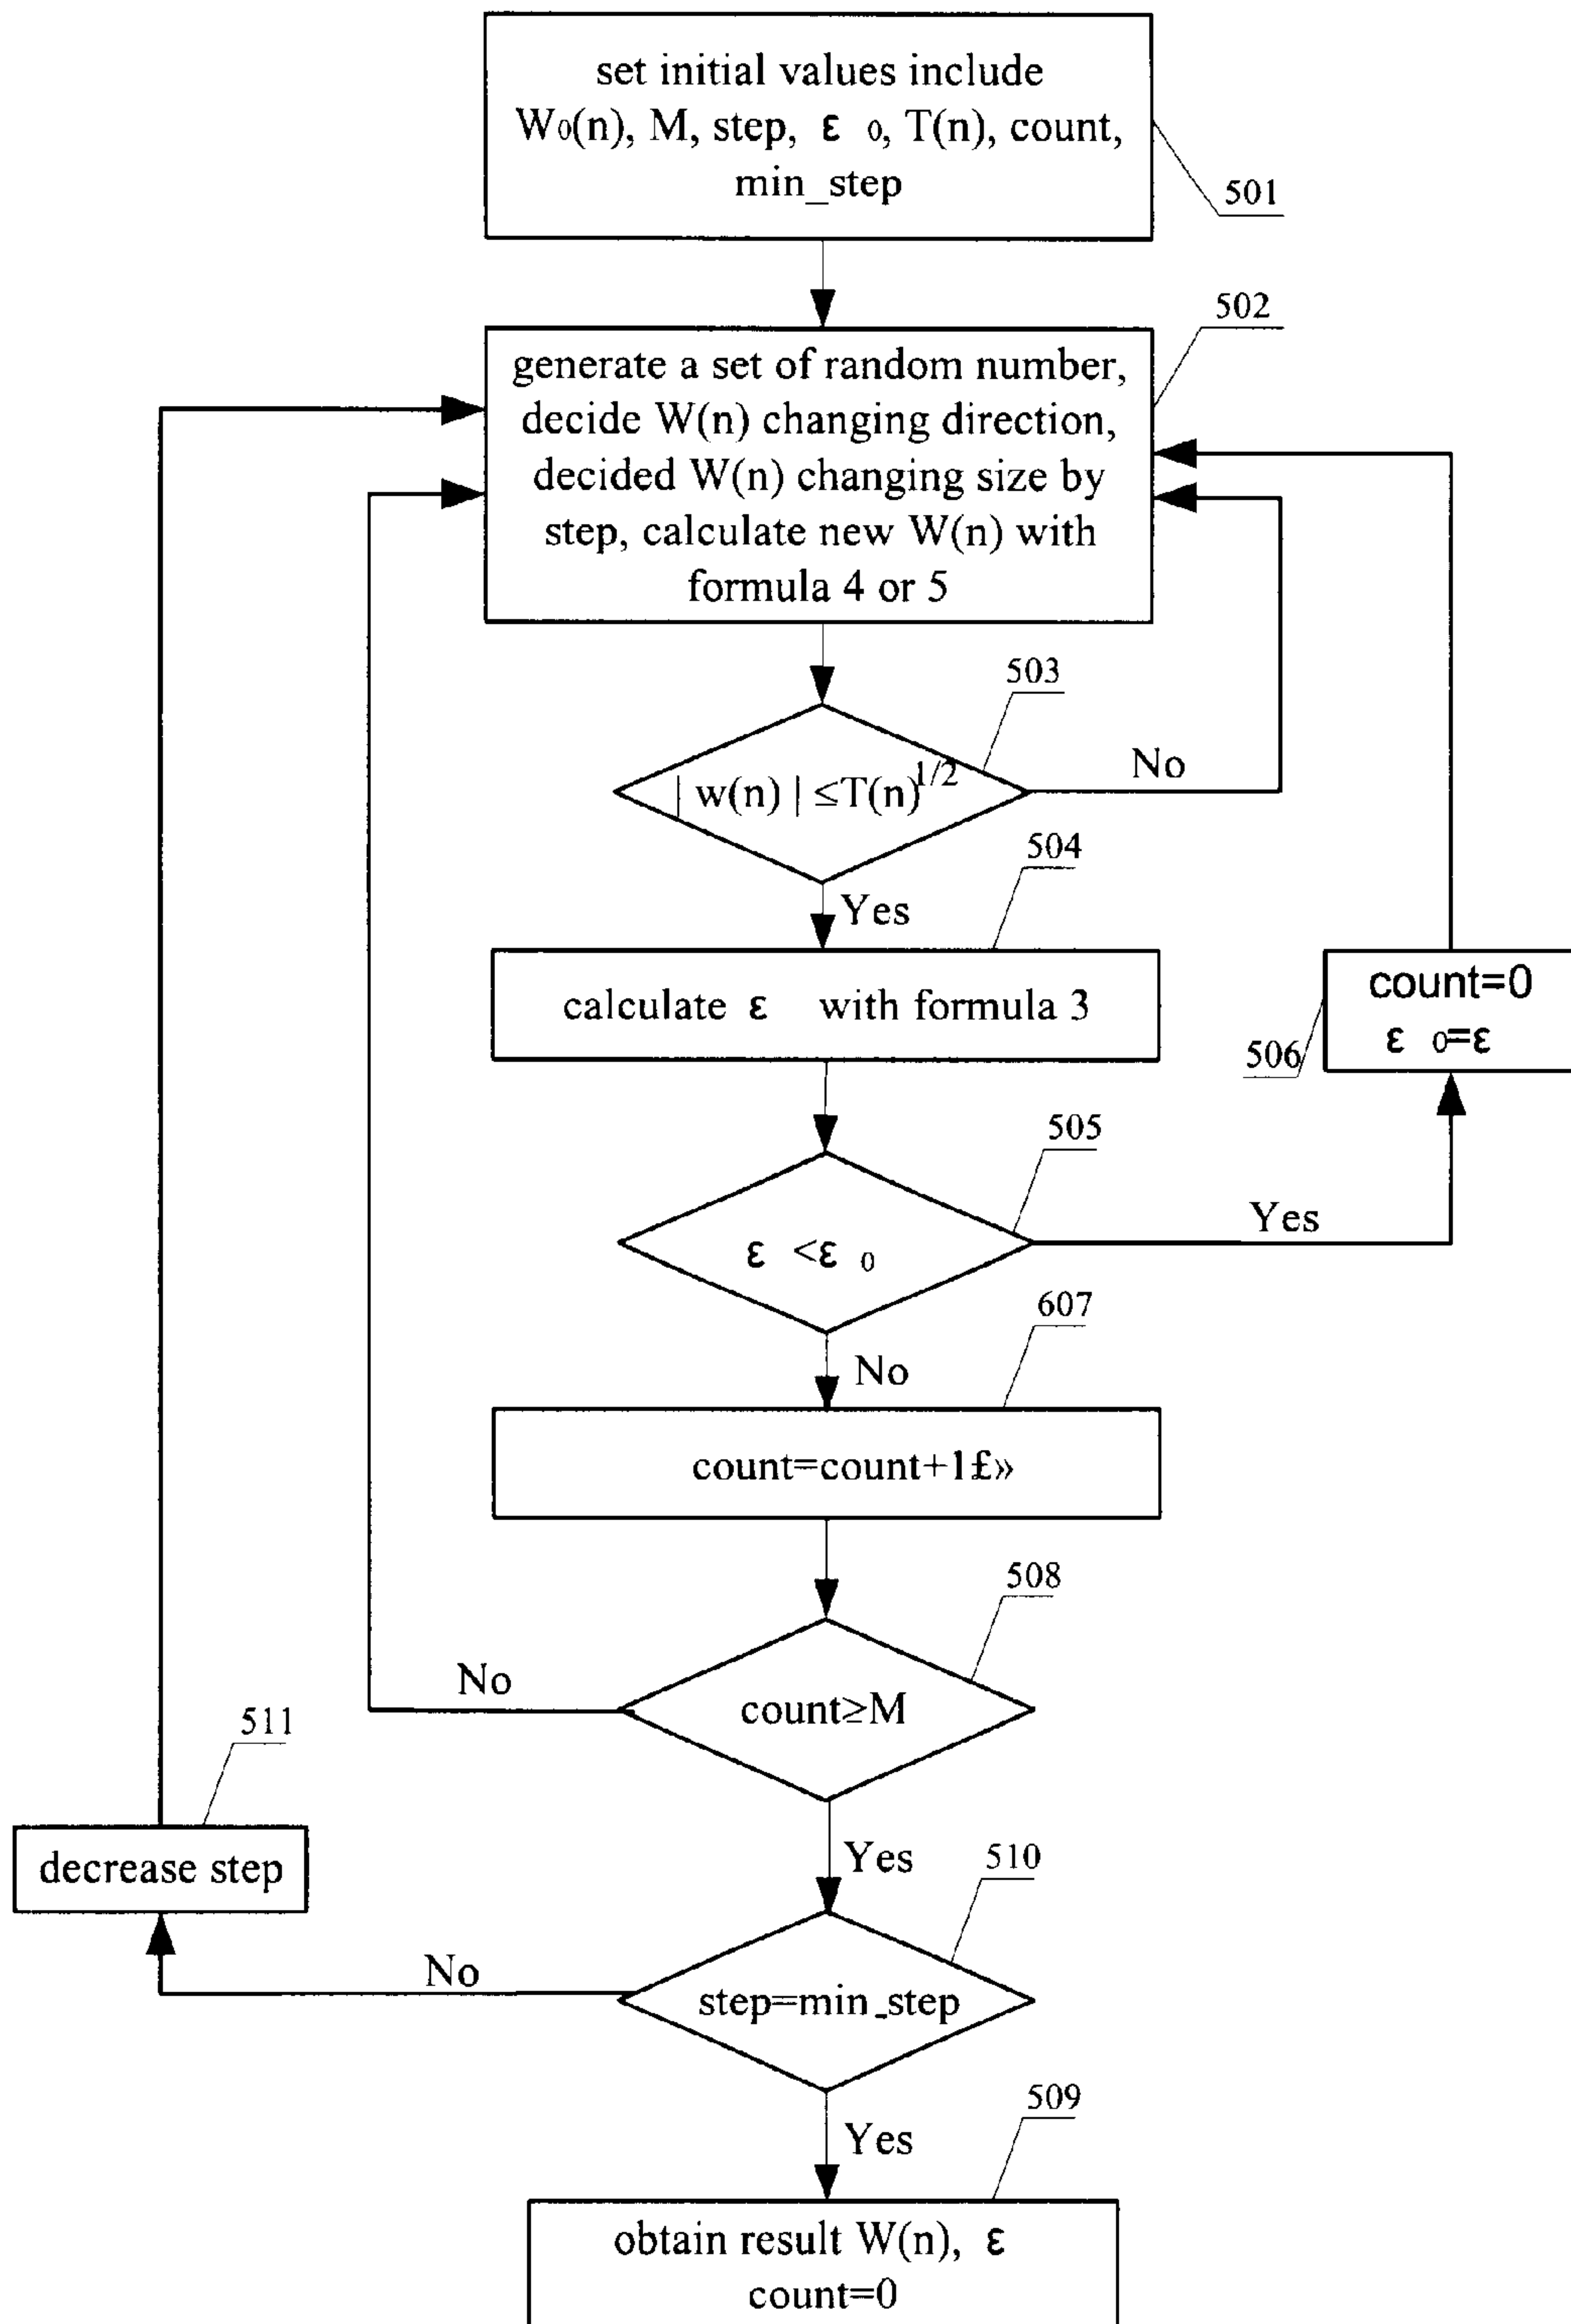 set initial values include
W₀(n), M, step, ε ₀, T(n), count,
min_step
501
502
generate a set of random number,
decide W(n) changing direction,
decided W(n) changing size by
step, calculate new W(n) with
formula 4 or 5
503
| w(n) | ≤T(n)^1/2
No
504
Yes
calculate ε with formula 3
count=0
ε ₀=ε
506
505
ε <ε ₀
Yes
607
No
count=count+1£»
508
No
count≥M
511
decrease step
Yes
510
No
step=min_step
509
Yes
obtain result W(n), ε
count=0